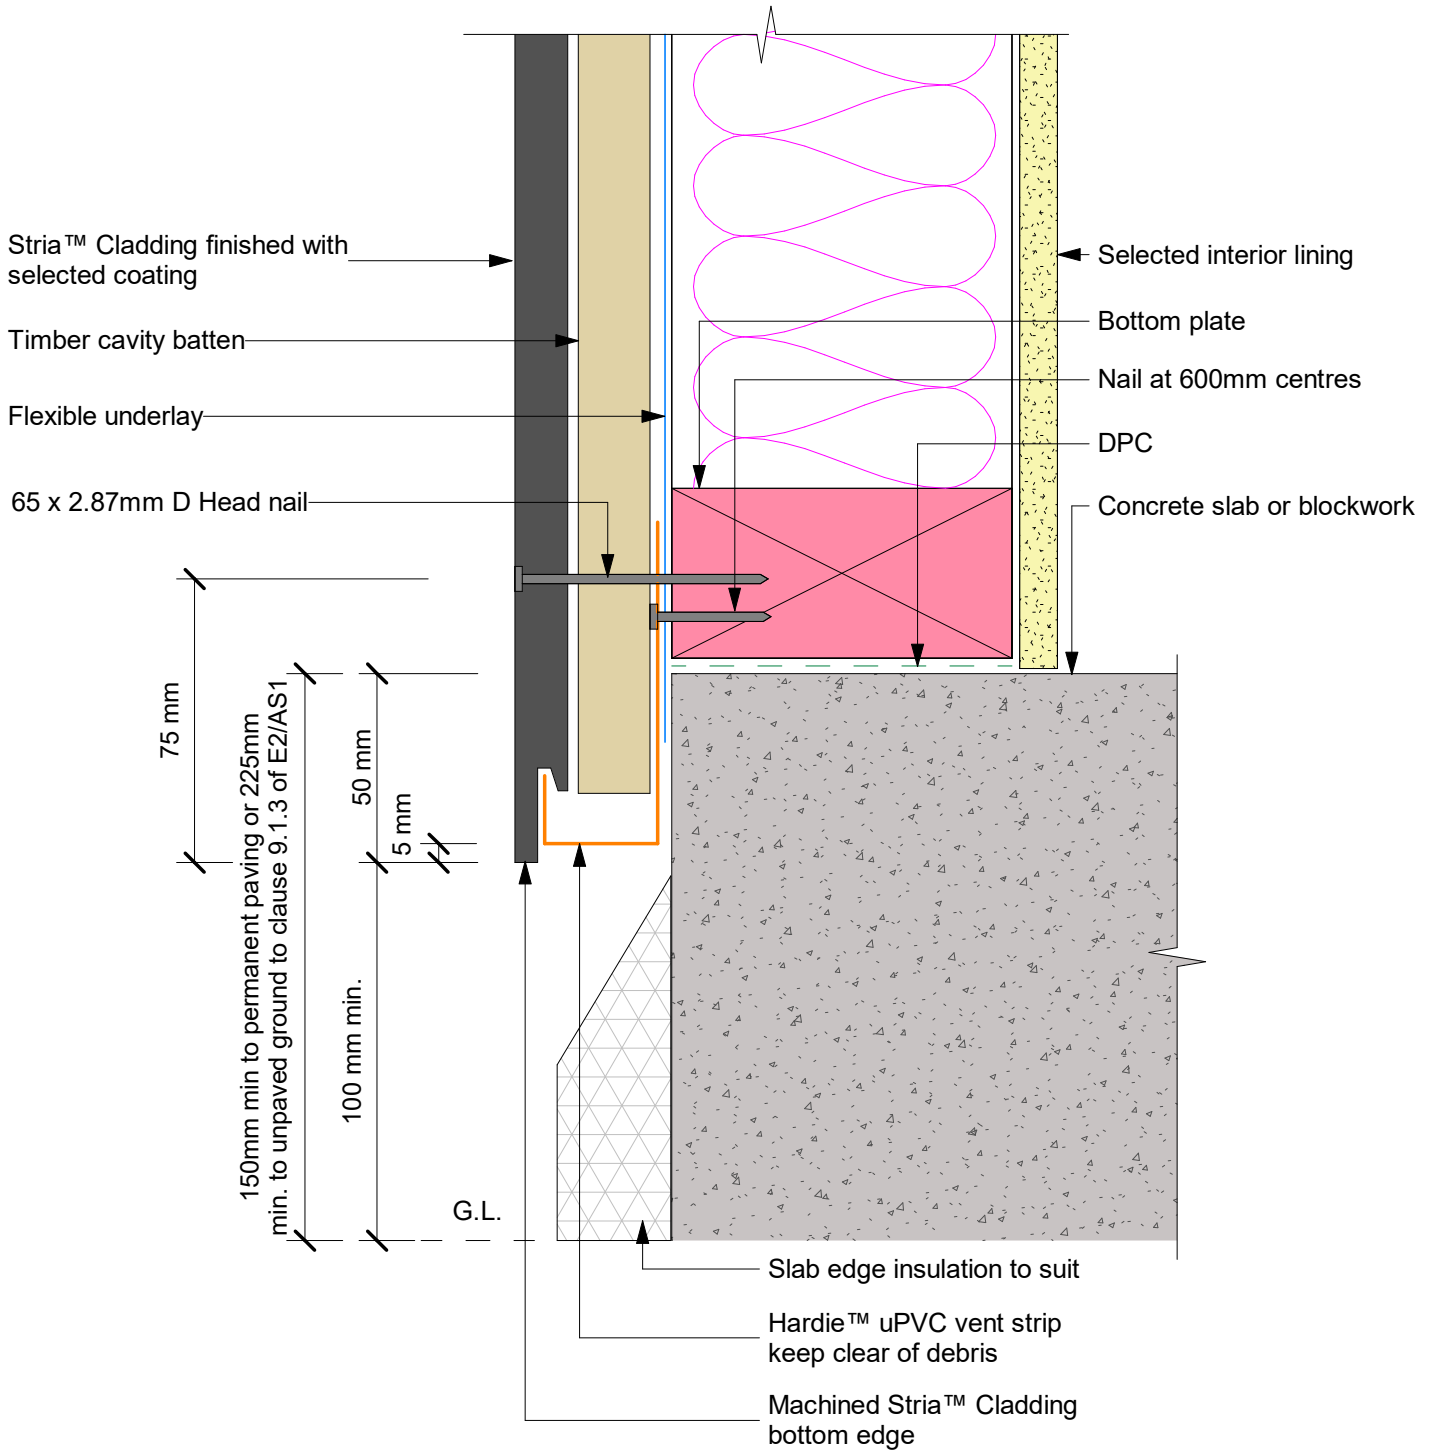 Stria™ Cladding finished with
selected coating
Timber cavity batten
Flexible underlay
65 x 2.87mm D Head nail
Selected interior lining
Bottom plate
Nail at 600mm centres
DPC
Concrete slab or blockwork
75 mm
150mm min to permanent paving or 225mm
min. to unpaved ground to clause 9.1.3 of E2/AS1
50 mm
5 mm
100 mm min.
G.L.
Slab edge insulation to suit
Hardie™ uPVC vent strip
keep clear of debris
Machined Stria™ Cladding
bottom edge